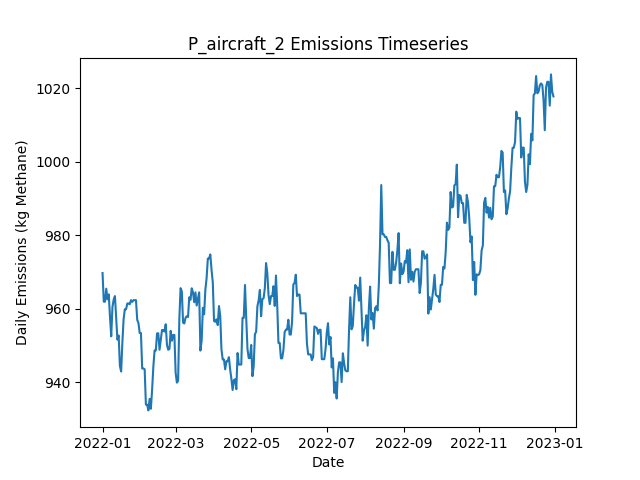 P_aircraft_2 Emissions Timeseries
Daily Emissions (kg Methane)
1020
1000
980
960
940
2022-01 2022-03 2022-05 2022-07 2022-09 2022-11 2023-01
Date